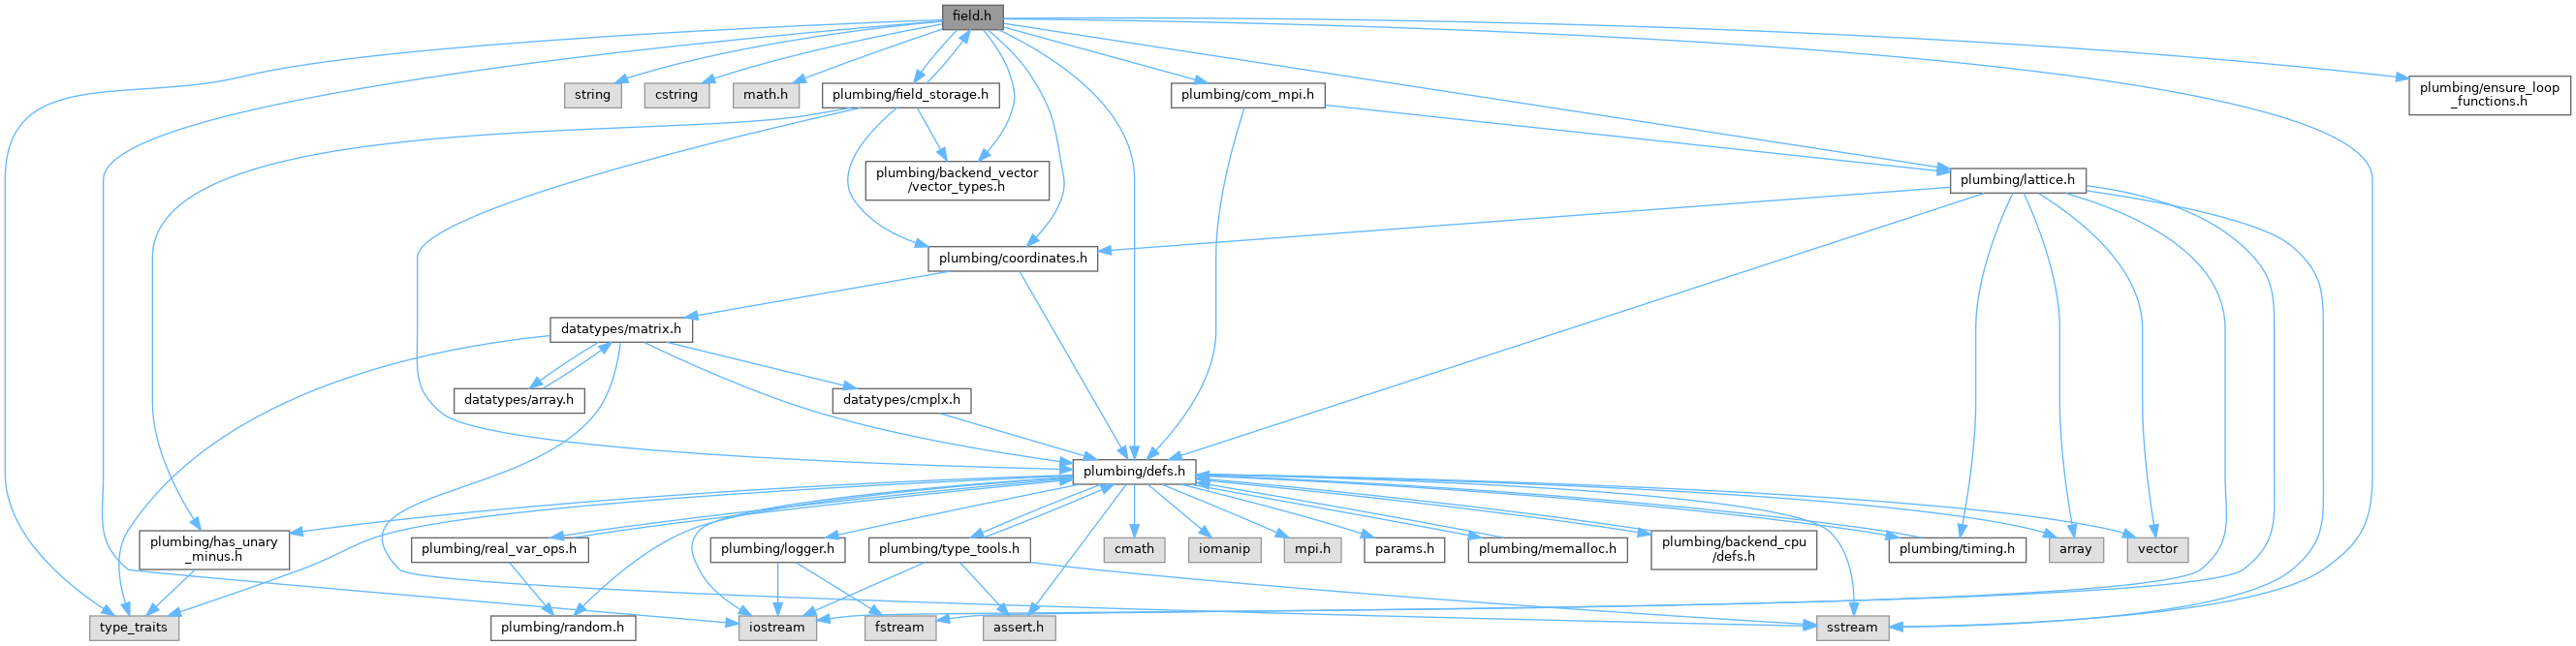 field.h
string
cstring
math.h
plumbing/field_storage.h
plumbing/com_mpi.h
plumbing/ensure_loop
_functions.h
plumbing/backend_vector
/vector_types.h
plumbing/lattice.h
plumbing/coordinates.h
datatypes/matrix.h
datatypes/array.h
datatypes/cmplx.h
plumbing/defs.h
plumbing/has_unary
_minus.h
plumbing/real_var_ops.h
plumbing/logger.h
plumbing/type_tools.h
cmath
iomanip
mpi.h
params.h
plumbing/memalloc.h
plumbing/backend_cpu
/defs.h
plumbing/timing.h
array
vector
type_traits
plumbing/random.h
iostream
fstream
assert.h
sstream